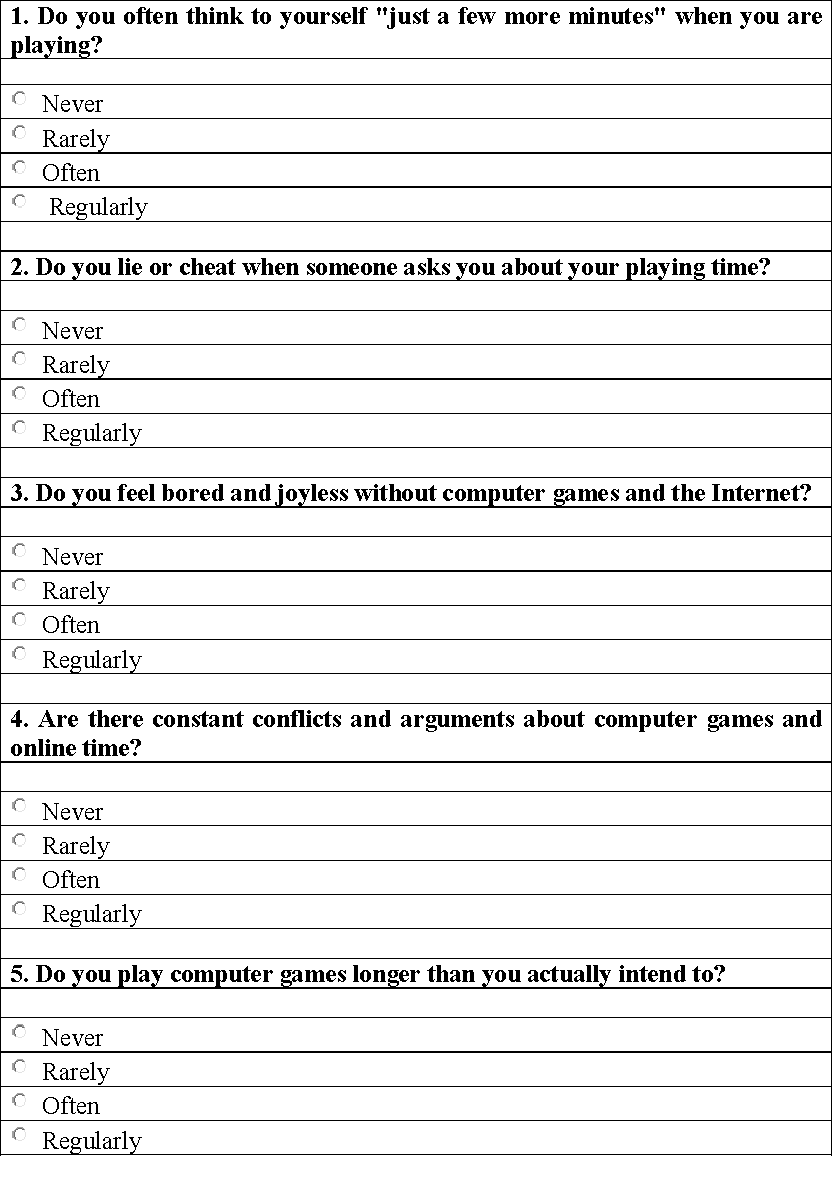 1. Do you often think to yourself "just a few more minutes" when you are
playing?
Never
Rarely
Often
Regularly
2. Do you lie or cheat when someone asks you about your playing time?
Never
Rarely
Often
Regularly
3. Do you feel bored and joyless without computer games and the Internet?
Never
Rarely
Often
Regularly
4. Are there constant conflicts and arguments about computer games and
online time?
Never
Rarely
Often
Regularly
5. Do you play computer games longer than you actually intend to?
Never
Rarely
Often
Regularly